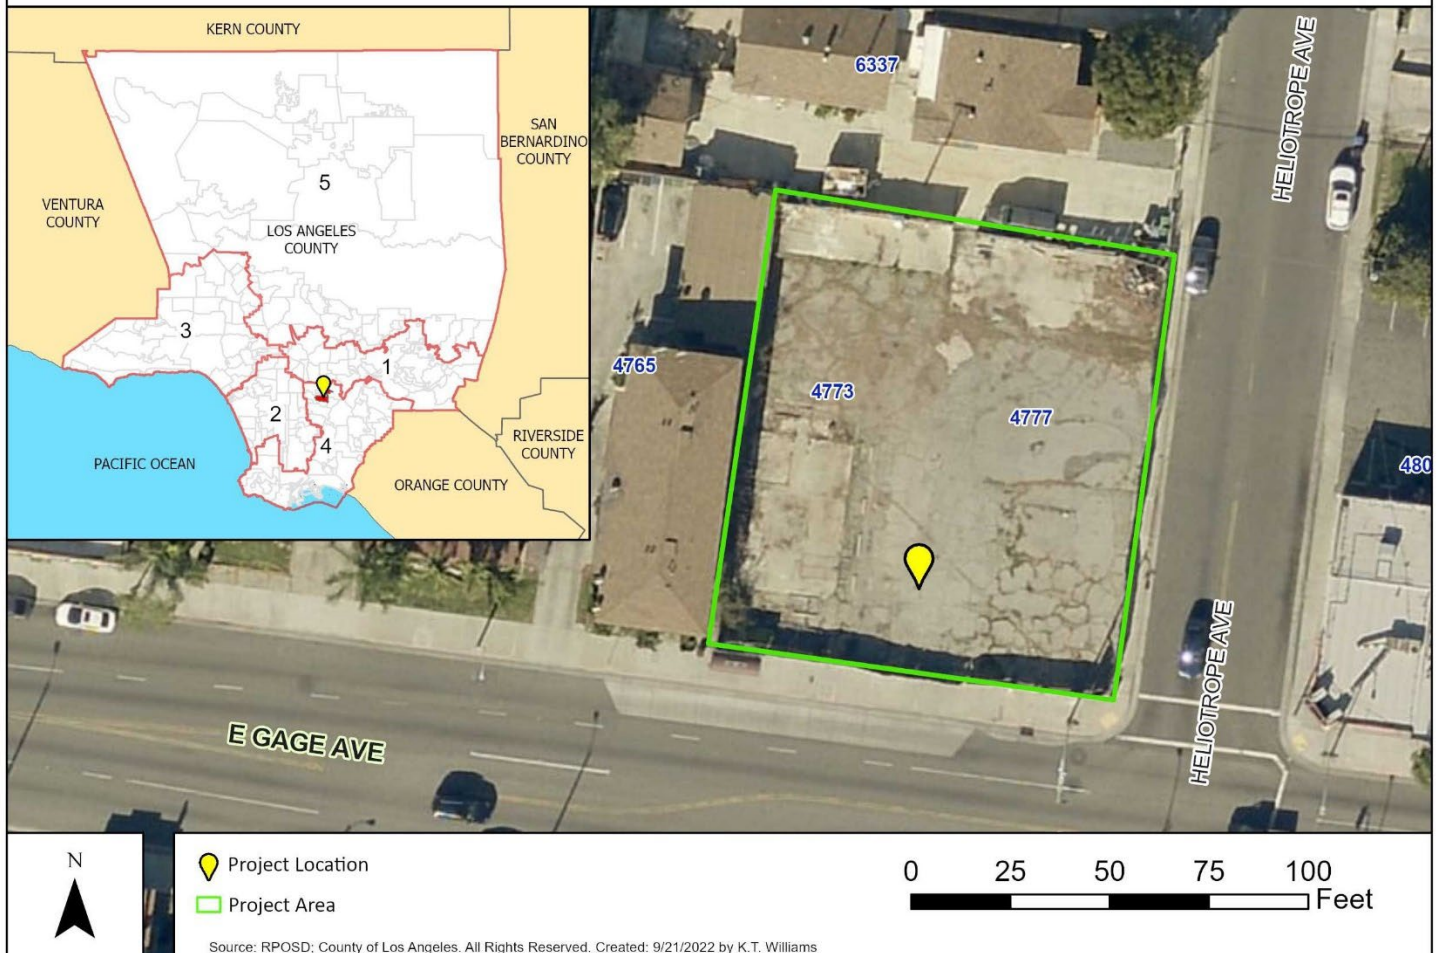 KERN COUNTY
SAN
BERNARDINO
COUNTY
5
VENTURA
COUNTY
LOS ANGELES
COUNTY
3
1
2
4
RIVERSIDE
COUNTY
PACIFIC OCEAN
ORANGE COUNTY
6337
HELIOTROPE AVE
4765
4773
4777
480
HELIOTROPE AVE
E GAGE AVE
N
Project Location
Project Area
0 25 50 75 100
Feet
Source: RPOSD; County of Los Angeles. All Rights Reserved. Created: 9/21/2022 by K.T. Williams